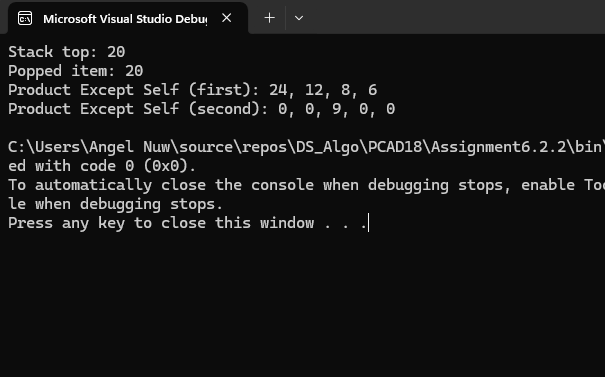 Microsoft Visual Studio Debu
Stack top: 20
Popped item: 20
Product Except Self (first): 24, 12, 8, 6
Product Except Self (second): 0, 0, 9, 0, 0
C:\Users\Angel Nuw\source\repos\DS_Algo\PCAD18\Assignment6.2.2\bin\
ed with code 0 (0x0).
To automatically close the console when debugging stops, enable Too
le when debugging stops.
Press any key to close this window . . .